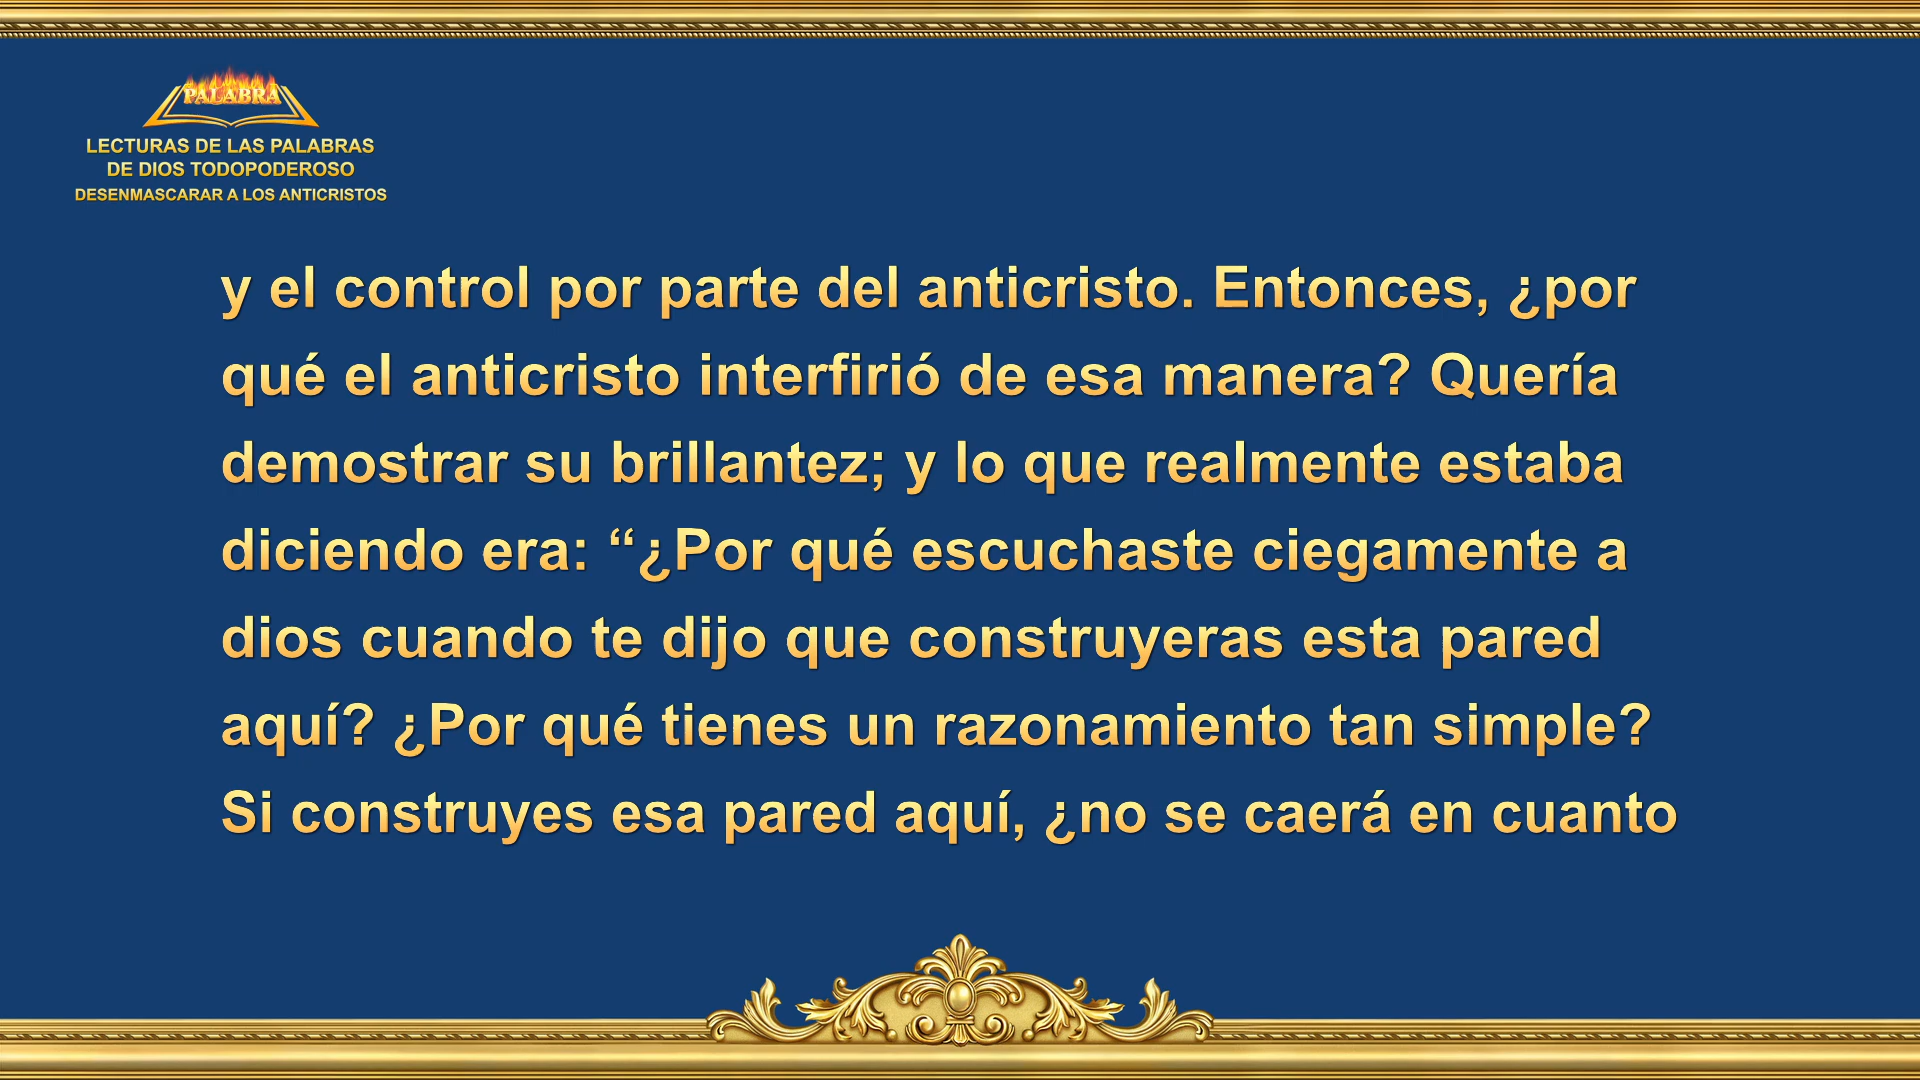 PALABRA
LECTURAS DE LAS PALABRAS
DE DIOS TODOPODEROSO
DESENMASCARAR A LOS ANTICRISTOS
y el control por parte del anticristo. Entonces, ¿por
qué el anticristo interfirió de esa manera? Quería
demostrar su brillantez; y lo que realmente estaba
diciendo era: “¿Por qué escuchaste ciegamente a
dios cuando te dijo que construyeras esta pared
aquí? ¿Por qué tienes un razonamiento tan simple?
Si construyes esa pared aquí, ¿no se caerá en cuanto